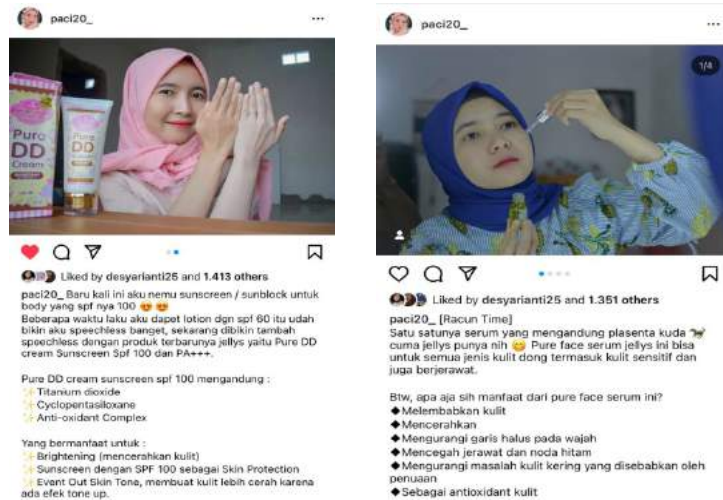 paci20_
Pure
DD
Cream
Pure
DD
Cream
Liked by desyarianti25 and 1.413 others
paci20_ Baru kali ini aku nemu sunscreen / sunblock untuk
body yang spf nya 100 😍 😍
Beberapa waktu laku aku dapet lotion dgn spf 60 itu udah
bikin aku speechless banget, sekarang dibikin tambah
speechless dengan produk terbarunya jellys yaitu Pure DD
cream Sunscreen Spf 100 dan PA+++.
Pure DD cream sunscreen spf 100 mengandung :
✨Titanium dioxide
✨Cyclopentasiloxane
✨Anti-oxidant Complex
Yang bermanfaat untuk :
✨Brightening (mencerahkan kulit)
✨Sunscreen dengan SPF 100 sebagai Skin Protection
✨Event Out Skin Tone, membuat kulit lebih cerah karena
ada efek tone up.
paci20_
1/4
Liked by desyarianti25 and 1.351 others
paci20_ [Racun Time]
Satu satunya serum yang mengandung plasenta kuda 🐎
cuma jellys punya nih 😋 Pure face serum jellys ini bisa
untuk semua jenis kulit dong termasuk kulit sensitif dan
juga berjerawat.
Btw, apa aja sih manfaat dari pure face serum ini?
◆Melembabkan kulit
◆Mencerahkan
◆Mengurangi garis halus pada wajah
◆Mencegah jerawat dan noda hitam
◆Mengurangi masalah kulit kering yang disebabkan oleh
penuaan
◆Sebagai antioxidant kulit